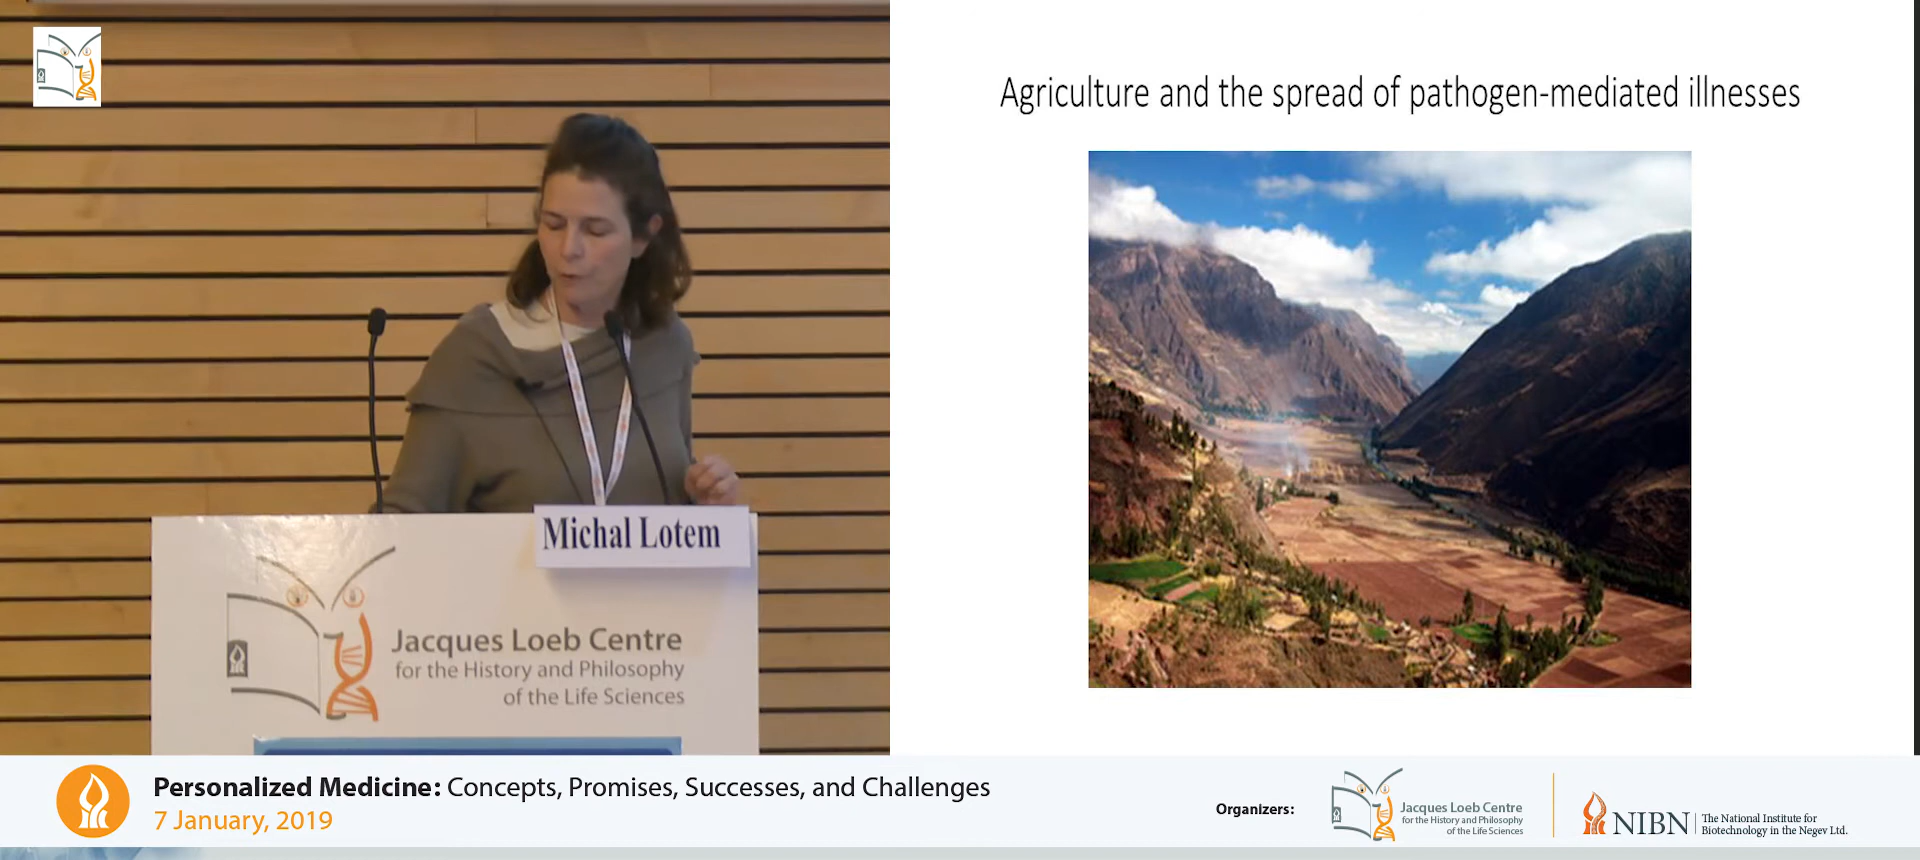 Agriculture and the spread of pathogen-mediated illnesses
Michal Lotem
Jacques Loeb Centre
for the History and Philosophy
of the Life Sciences
Personalized Medicine: Concepts, Promises, Successes, and Challenges
7 January, 2019
Organizers:
Jacques Loeb Centre
for the History and Philosophy
of the Life Sciences
NIBN
The National Institute for
Biotechnology in the Negev Ltd.